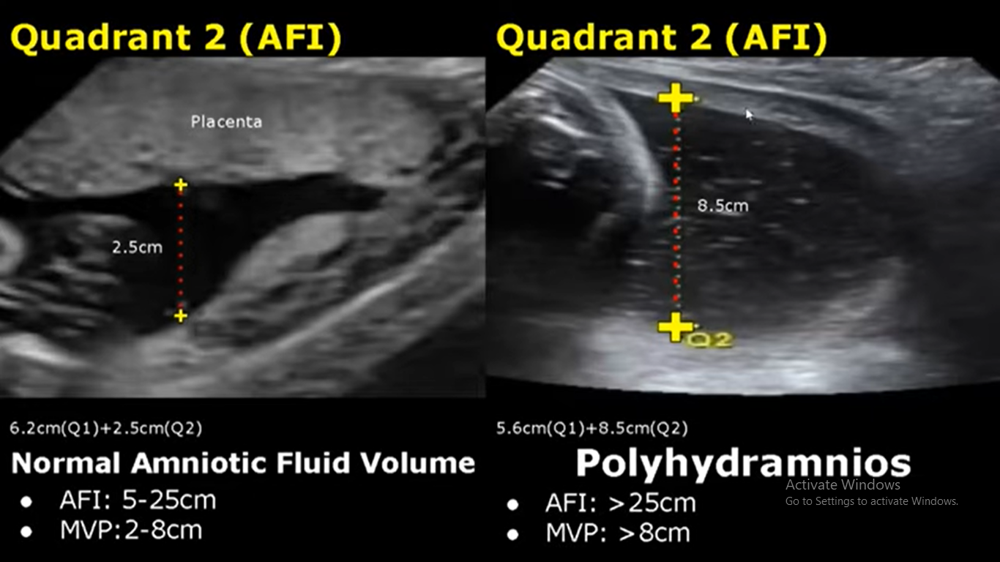 Quadrant 2 (AFI)
Placenta
2.5cm
6.2cm(Q1)+2.5cm(Q2)
Normal Amniotic Fluid Volume
• AFI: 5-25cm
• MVP:2-8cm
Quadrant 2 (AFI)
8.5cm
Q2
5.6cm(Q1)+8.5cm(Q2)
Polyhydramnios
• AFI: >25cm
• MVP: >8cm
Activate Windows
Go to Settings to activate Windows.